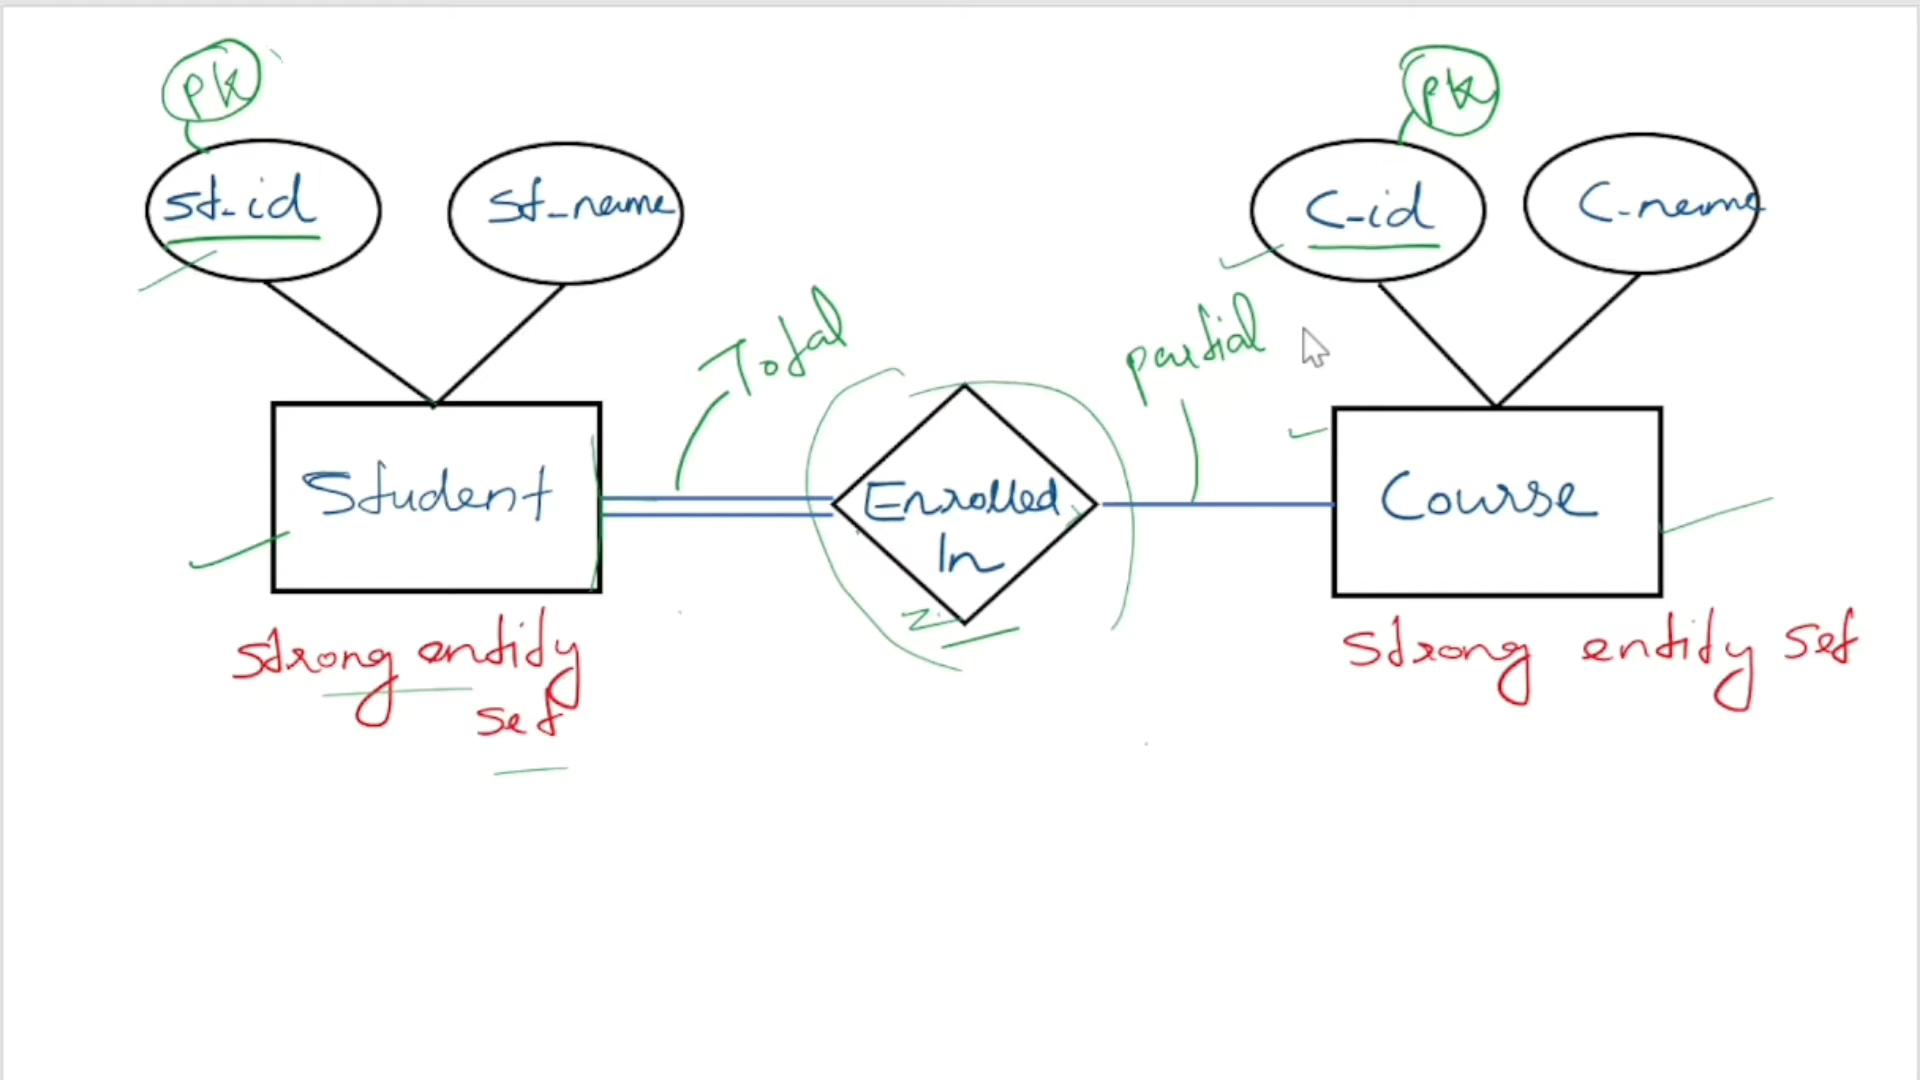 PK
PK
st_id
st_name
C_id
C_name
Total
partial
Student
Enrolled
In
Course
Strong entity
set
Strong entity set